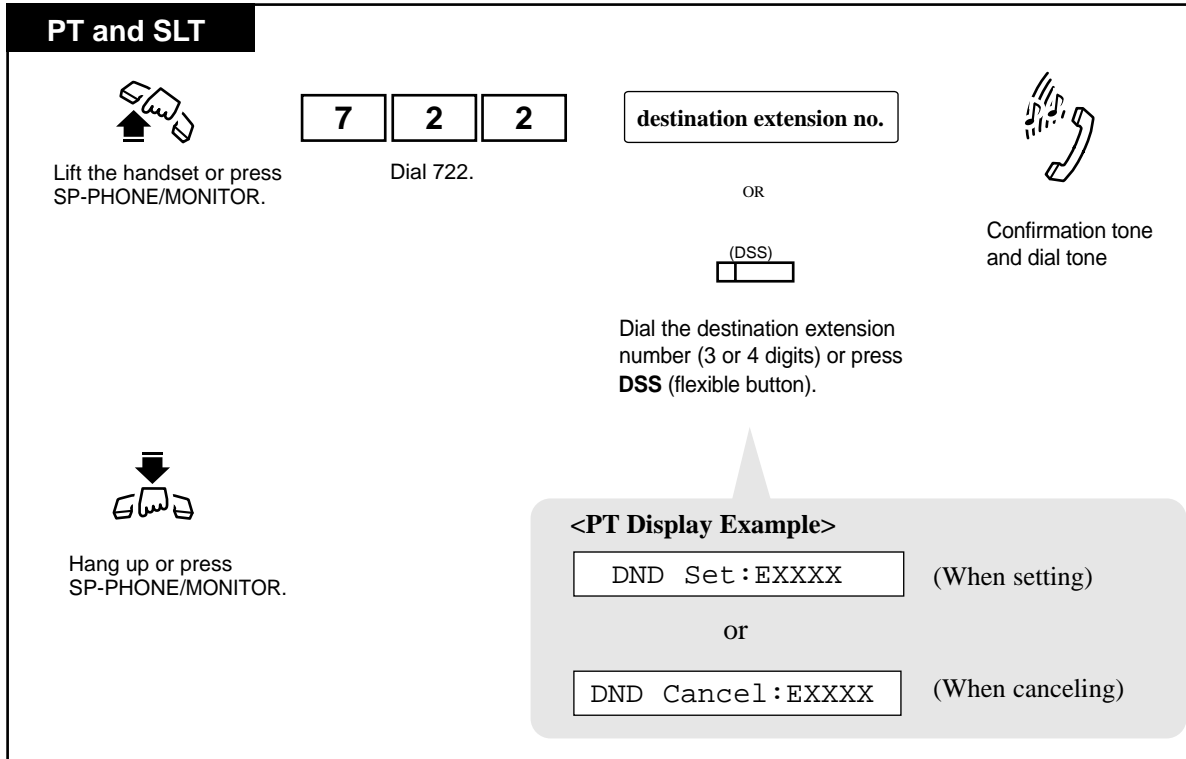 PT and SLT
7 2 2
destination extension no.
Lift the handset or press
SP-PHONE/MONITOR.
Dial 722.
OR
(DSS)
Confirmation tone
and dial tone
Dial the destination extension
number (3 or 4 digits) or press
DSS (flexible button).
Hang up or press
SP-PHONE/MONITOR.
<PT Display Example>
DND Set:EXXXX
(When setting)
or
DND Cancel:EXXXX
(When canceling)